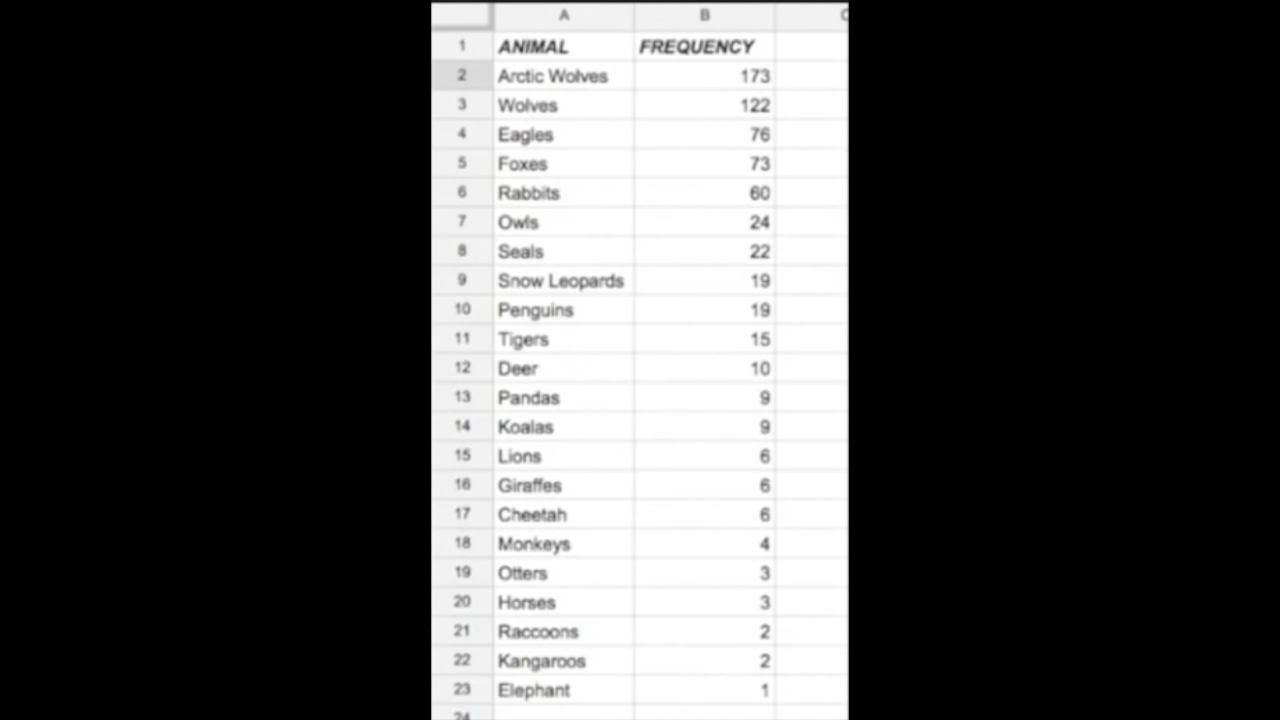 A B C
1 ANIMAL FREQUENCY
2 Arctic Wolves 173
3 Wolves 122
4 Eagles 76
5 Foxes 73
6 Rabbits 60
7 Owls 24
8 Seals 22
9 Snow Leopards 19
10 Penguins 19
11 Tigers 15
12 Deer 10
13 Pandas 9
14 Koalas 9
15 Lions 6
16 Giraffes 6
17 Cheetah 6
18 Monkeys 4
19 Otters 3
20 Horses 3
21 Raccoons 2
22 Kangaroos 2
23 Elephant 1
24